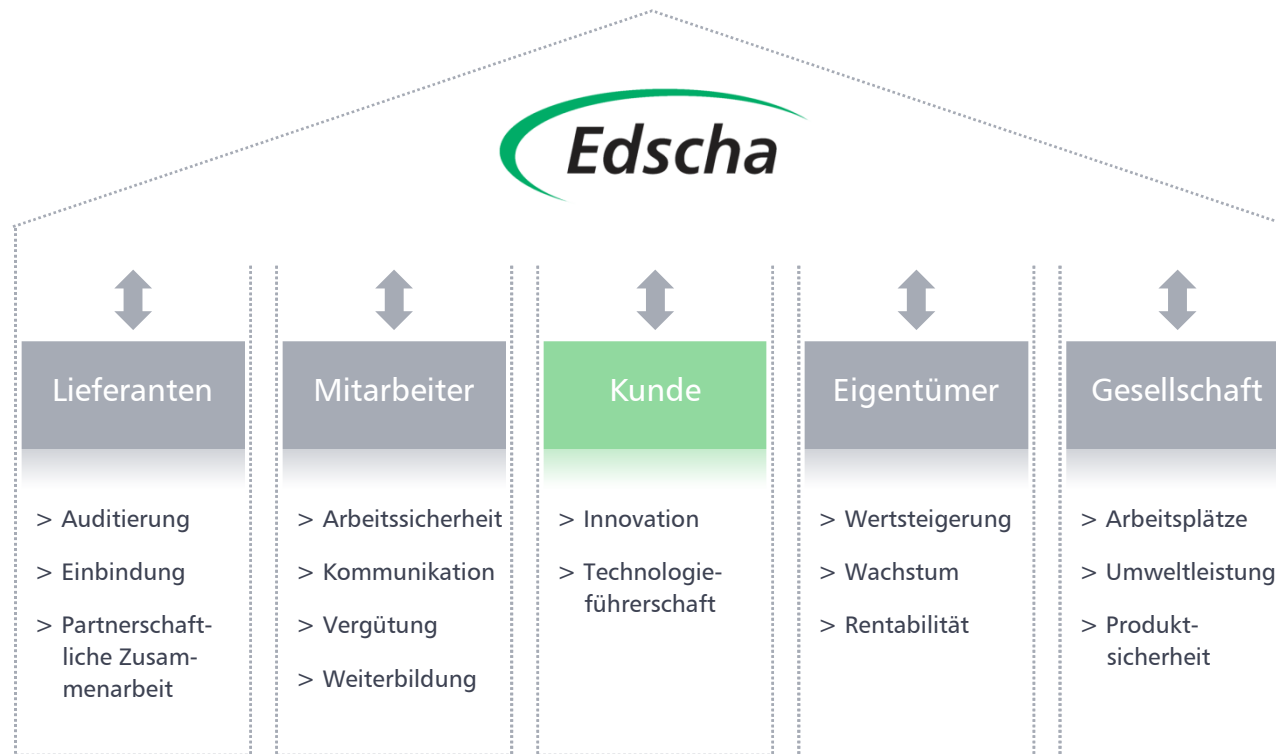 Edscha
Lieferanten
> Auditierung
> Einbindung
> Partnerschaft-
liche Zusam-
menarbeit
Mitarbeiter
> Arbeitssicherheit
> Kommunikation
> Vergütung
> Weiterbildung
Kunde
> Innovation
> Technologie-
führerschaft
Eigentümer
> Wertsteigerung
> Wachstum
> Rentabilität
Gesellschaft
> Arbeitsplätze
> Umweltleistung
> Produkt-
sicherheit